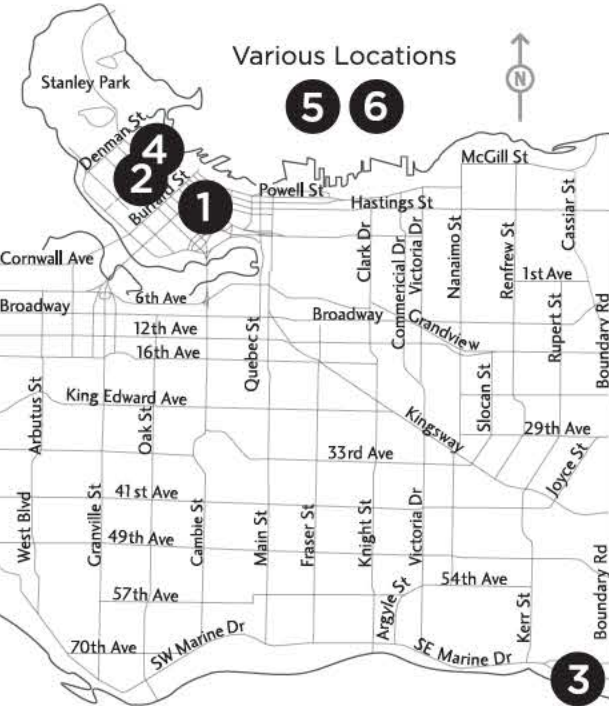 Various Locations
5 6
N
Stanley Park
Denman St
4
2
Burrard St
1
McGill St
Powell St
Hastings St
Cassiar St
Clark Dr
Commericial Dr
Victoria Dr
Nanaimo St
Renfrew St
Cornwall Ave
1st Ave
Broadway
6th Ave
Broadway
Grandview
Rupert St
Boundary Rd
12th Ave
16th Ave
Quebec St
Arbutus St
King Edward Ave
Oak St
Slocan St
Kingsway
29th Ave
33rd Ave
Joyce St
41st Ave
West Blvd
Granville St
49th Ave
Cambie St
Main St
Fraser St
Knight St
Victoria Dr
54th Ave
57th Ave
Argyle St
Kerr St
Boundary Rd
70th Ave
SW Marine Dr
SE Marine Dr
3